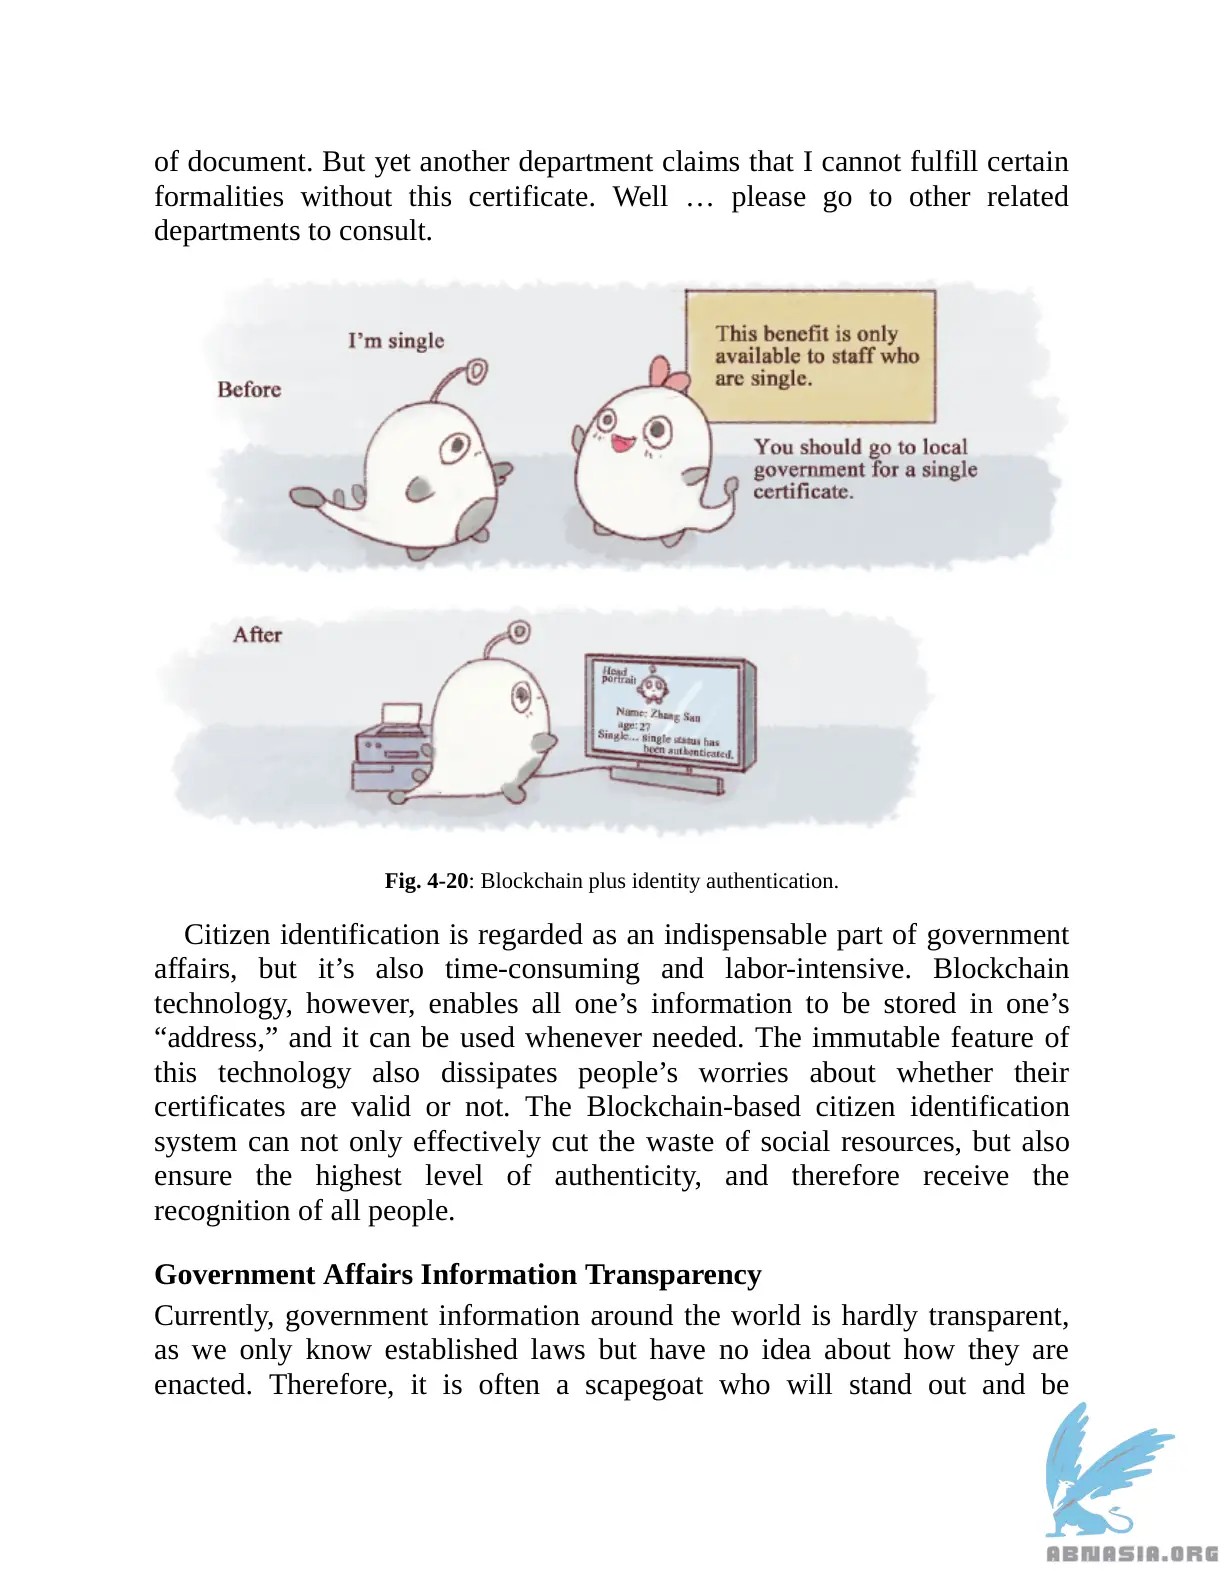 of document. But yet another department claims that I cannot fulfill certain
formalities without this certificate. Well … please go to other related
departments to consult.
I'm single
Before
This benefit is only
available to staff who
are single.
You should go to local
government for a single
certificate.
After
Head
portrait
Name: Zhang San
age: 27
Single... single status has
been authenticated.
Fig. 4-20: Blockchain plus identity authentication.
Citizen identification is regarded as an indispensable part of government
affairs, but it’s also time-consuming and labor-intensive. Blockchain
technology, however, enables all one’s information to be stored in one’s
“address,” and it can be used whenever needed. The immutable feature of
this technology also dissipates people’s worries about whether their
certificates are valid or not. The Blockchain-based citizen identification
system can not only effectively cut the waste of social resources, but also
ensure the highest level of authenticity, and therefore receive the
recognition of all people.
Government Affairs Information Transparency
Currently, government information around the world is hardly transparent,
as we only know established laws but have no idea about how they are
enacted. Therefore, it is often a scapegoat who will stand out and be
ABNASIA.ORG